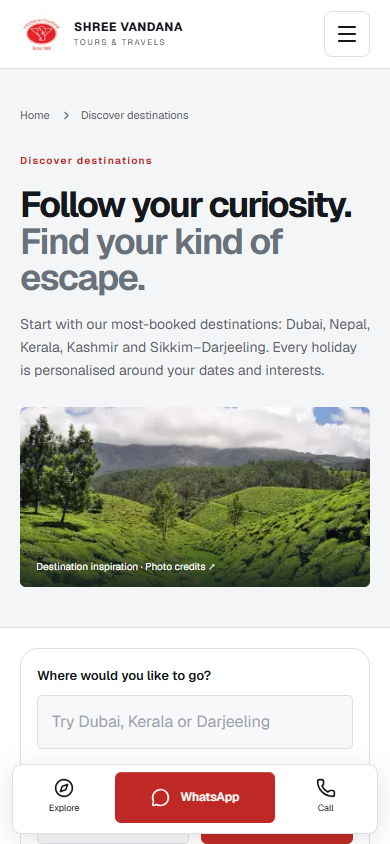 SHREE VANDANA
TOURS & TRAVELS
Since 1986
Home > Discover destinations
Discover destinations
Follow your curiosity.
Find your kind of
escape.
Start with our most-booked destinations: Dubai, Nepal,
Kerala, Kashmir and Sikkim–Darjeeling. Every holiday
is personalised around your dates and interests.
Destination inspiration · Photo credits ↗
Where would you like to go?
Try Dubai, Kerala or Darjeeling
Explore
WhatsApp
Call